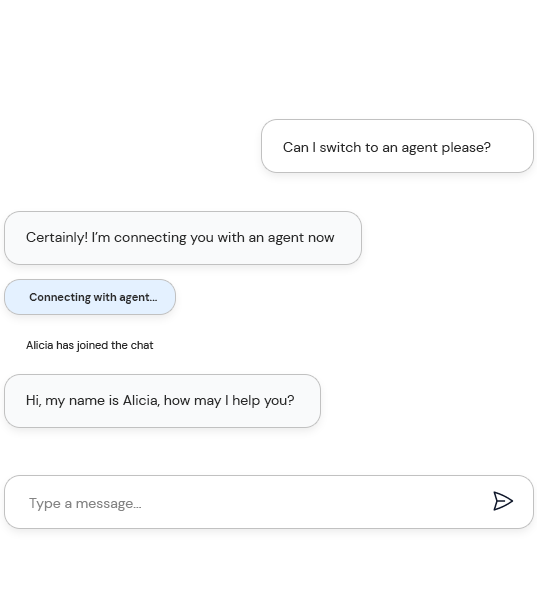 Can I switch to an agent please?
Certainly! I’m connecting you with an agent now
Connecting with agent...
Alicia has joined the chat
Hi, my name is Alicia, how may I help you?
Type a message...